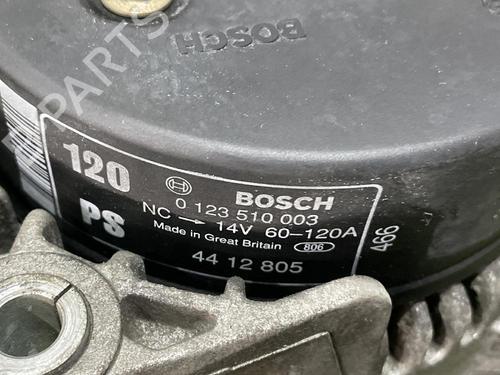 BOSCH
120
PS
BOSCH
0 123 510 003
NC → 14V 60-120A
Made in Great Britain 806
44 12 805
466
PARTS